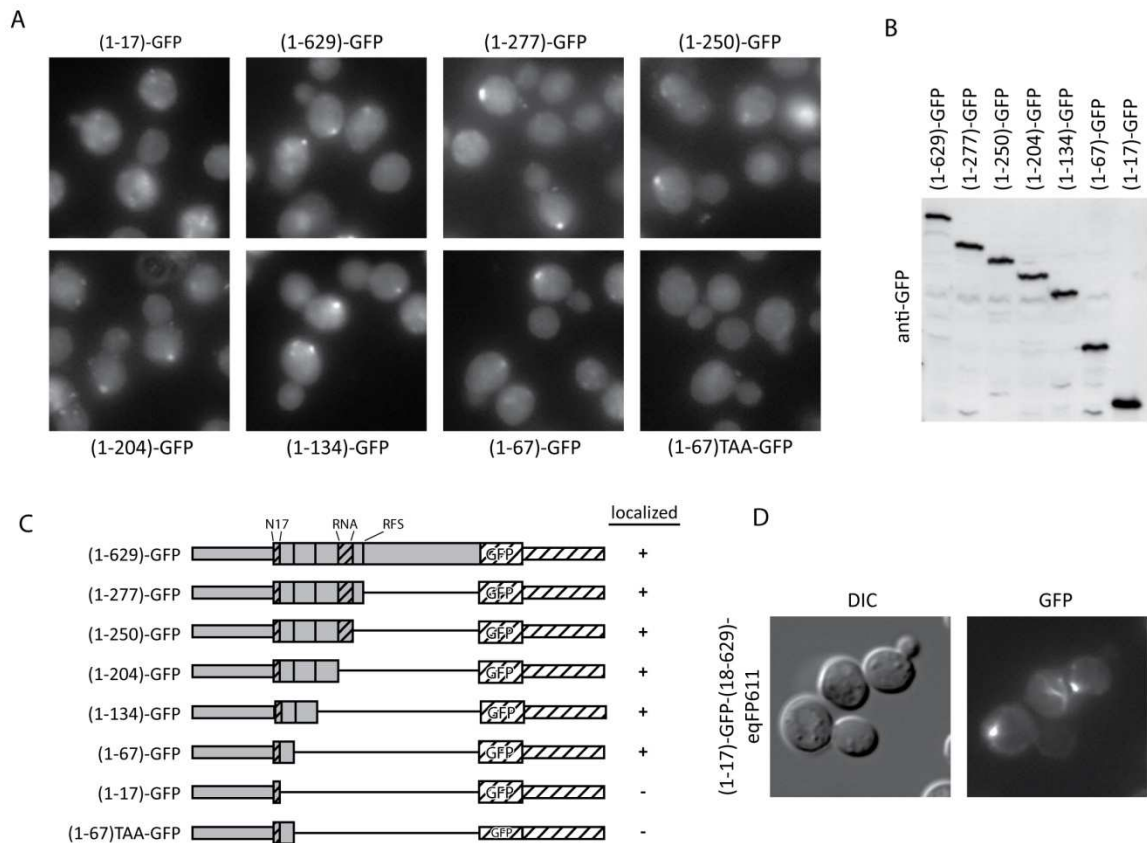 A
(1-17)-GFP (1-629)-GFP (1-277)-GFP (1-250)-GFP
(1-204)-GFP (1-134)-GFP (1-67)-GFP (1-67)TAA-GFP
B
(1-629)-GFP
(1-277)-GFP
(1-250)-GFP
(1-204)-GFP
(1-134)-GFP
(1-67)-GFP
(1-17)-GFP
anti-GFP
C
localized
N17 RNA RFS
(1-629)-GFP GFP +
(1-277)-GFP GFP +
(1-250)-GFP GFP +
(1-204)-GFP GFP +
(1-134)-GFP GFP +
(1-67)-GFP GFP +
(1-17)-GFP GFP -
(1-67)TAA-GFP GFP -
D
DIC GFP
(1-17)-GFP-(18-629)-
eqFP611